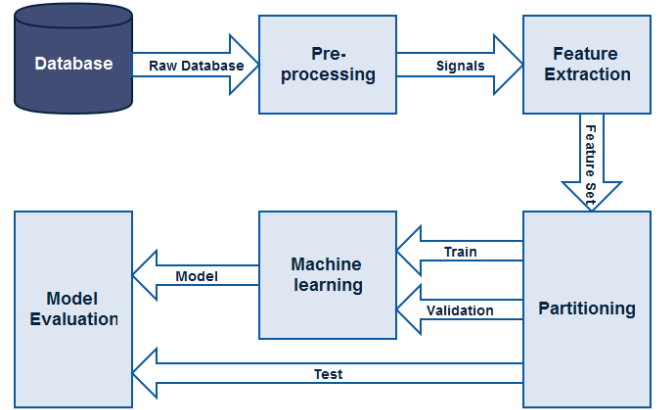 Database
Raw Database
Pre-
processing
Signals
Feature
Extraction
Feature Set
Model
Evaluation
Model
Machine
learning
Train
Validation
Partitioning
Test